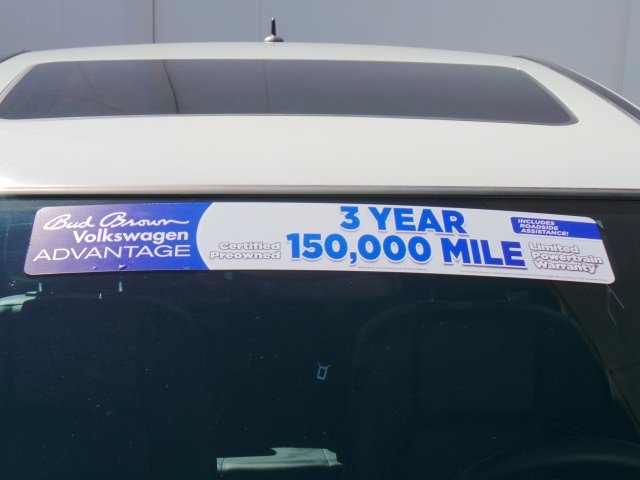 Bud Brown
Volkswagen
ADVANTAGE
Certified
Preowned
3 YEAR
150,000 MILE
INCLUDES
ROADSIDE
ASSISTANCE!
Limited
Powertrain
Warranty